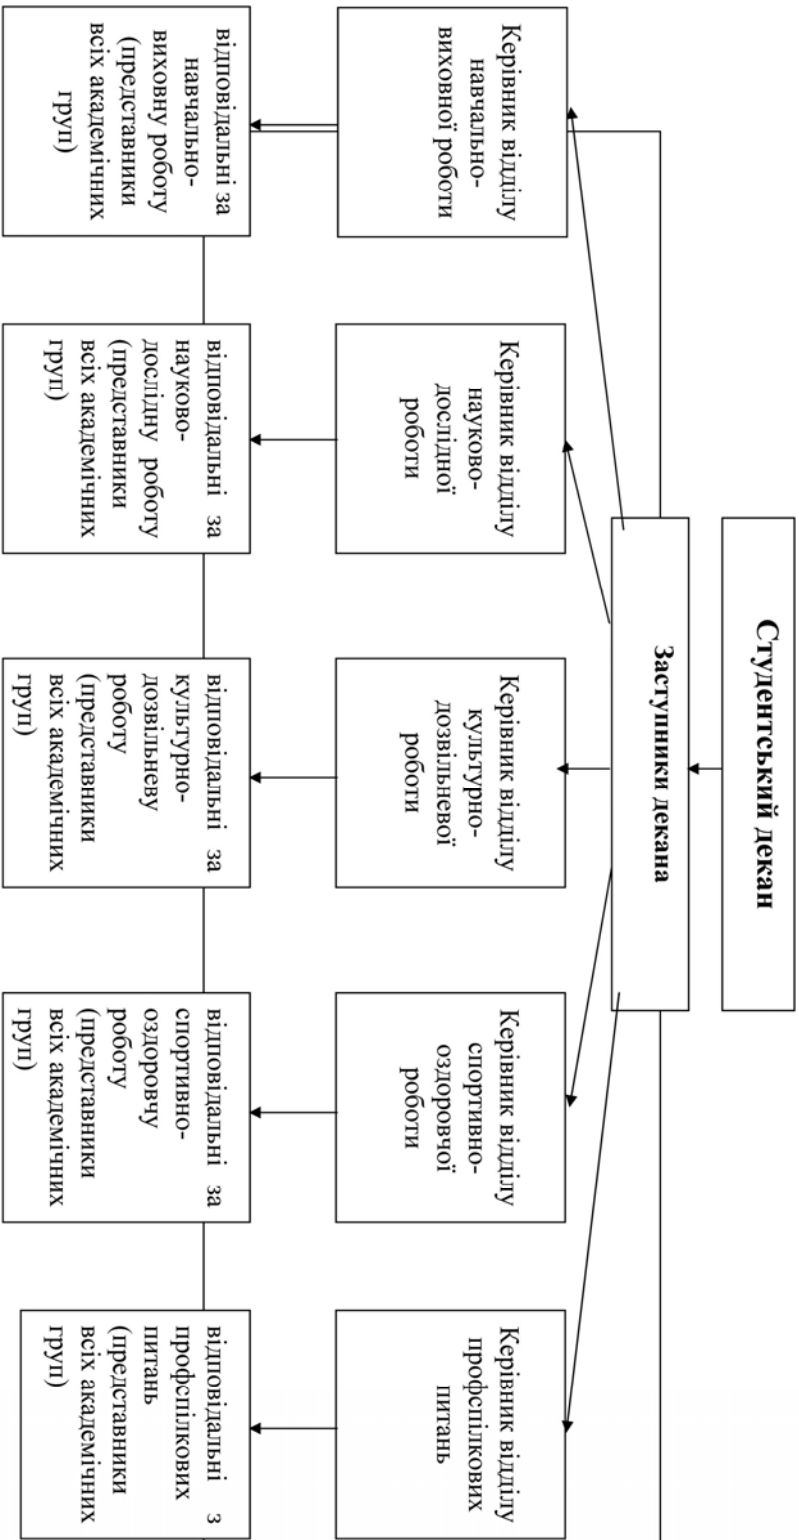 Студентський декан
Заступники декана
Керівник відділу
навчально-
виховної роботи
Керівник відділу
науково-
дослідної
роботи
Керівник відділу
культурно-
дозвільневої
роботи
Керівник відділу
спортивно-
оздоровчої
роботи
Керівник відділу
профспілкових
питань
відповідальні за
навчально-
виховну роботу
(представники
всіх академічних
груп)
відповідальні за
науково-
дослідну роботу
(представники
всіх академічних
груп)
відповідальні за
культурно-
дозвільневу
роботу
(представники
всіх академічних
груп)
відповідальні за
спортивно-
оздоровчу
роботу
(представники
всіх академічних
груп)
відповідальні з
профспілкових
питань
(представники
всіх академічних
груп)